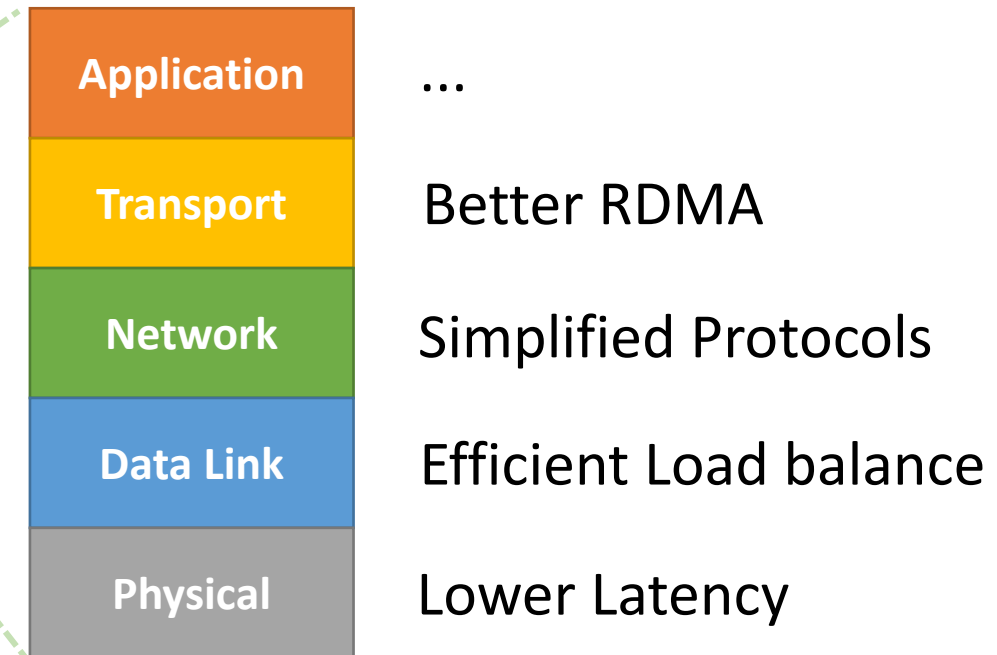 Application ...
Transport Better RDMA
Network Simplified Protocols
Data Link Efficient Load balance
Physical Lower Latency